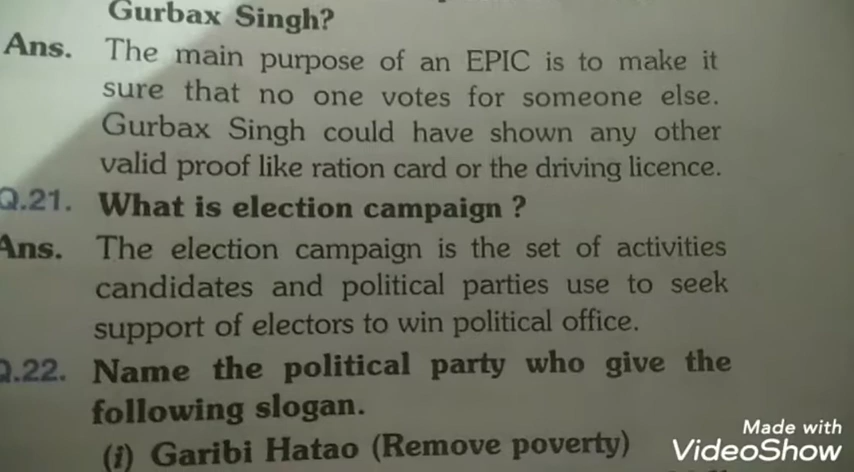 Gurbax Singh?
Ans. The main purpose of an EPIC is to make it
sure that no one votes for someone else.
Gurbax Singh could have shown any other
valid proof like ration card or the driving licence.
Q.21. What is election campaign ?
Ans. The election campaign is the set of activities
candidates and political parties use to seek
support of electors to win political office.
Q.22. Name the political party who give the
following slogan.
(i) Garibi Hatao (Remove poverty)
Made with
VideoShow